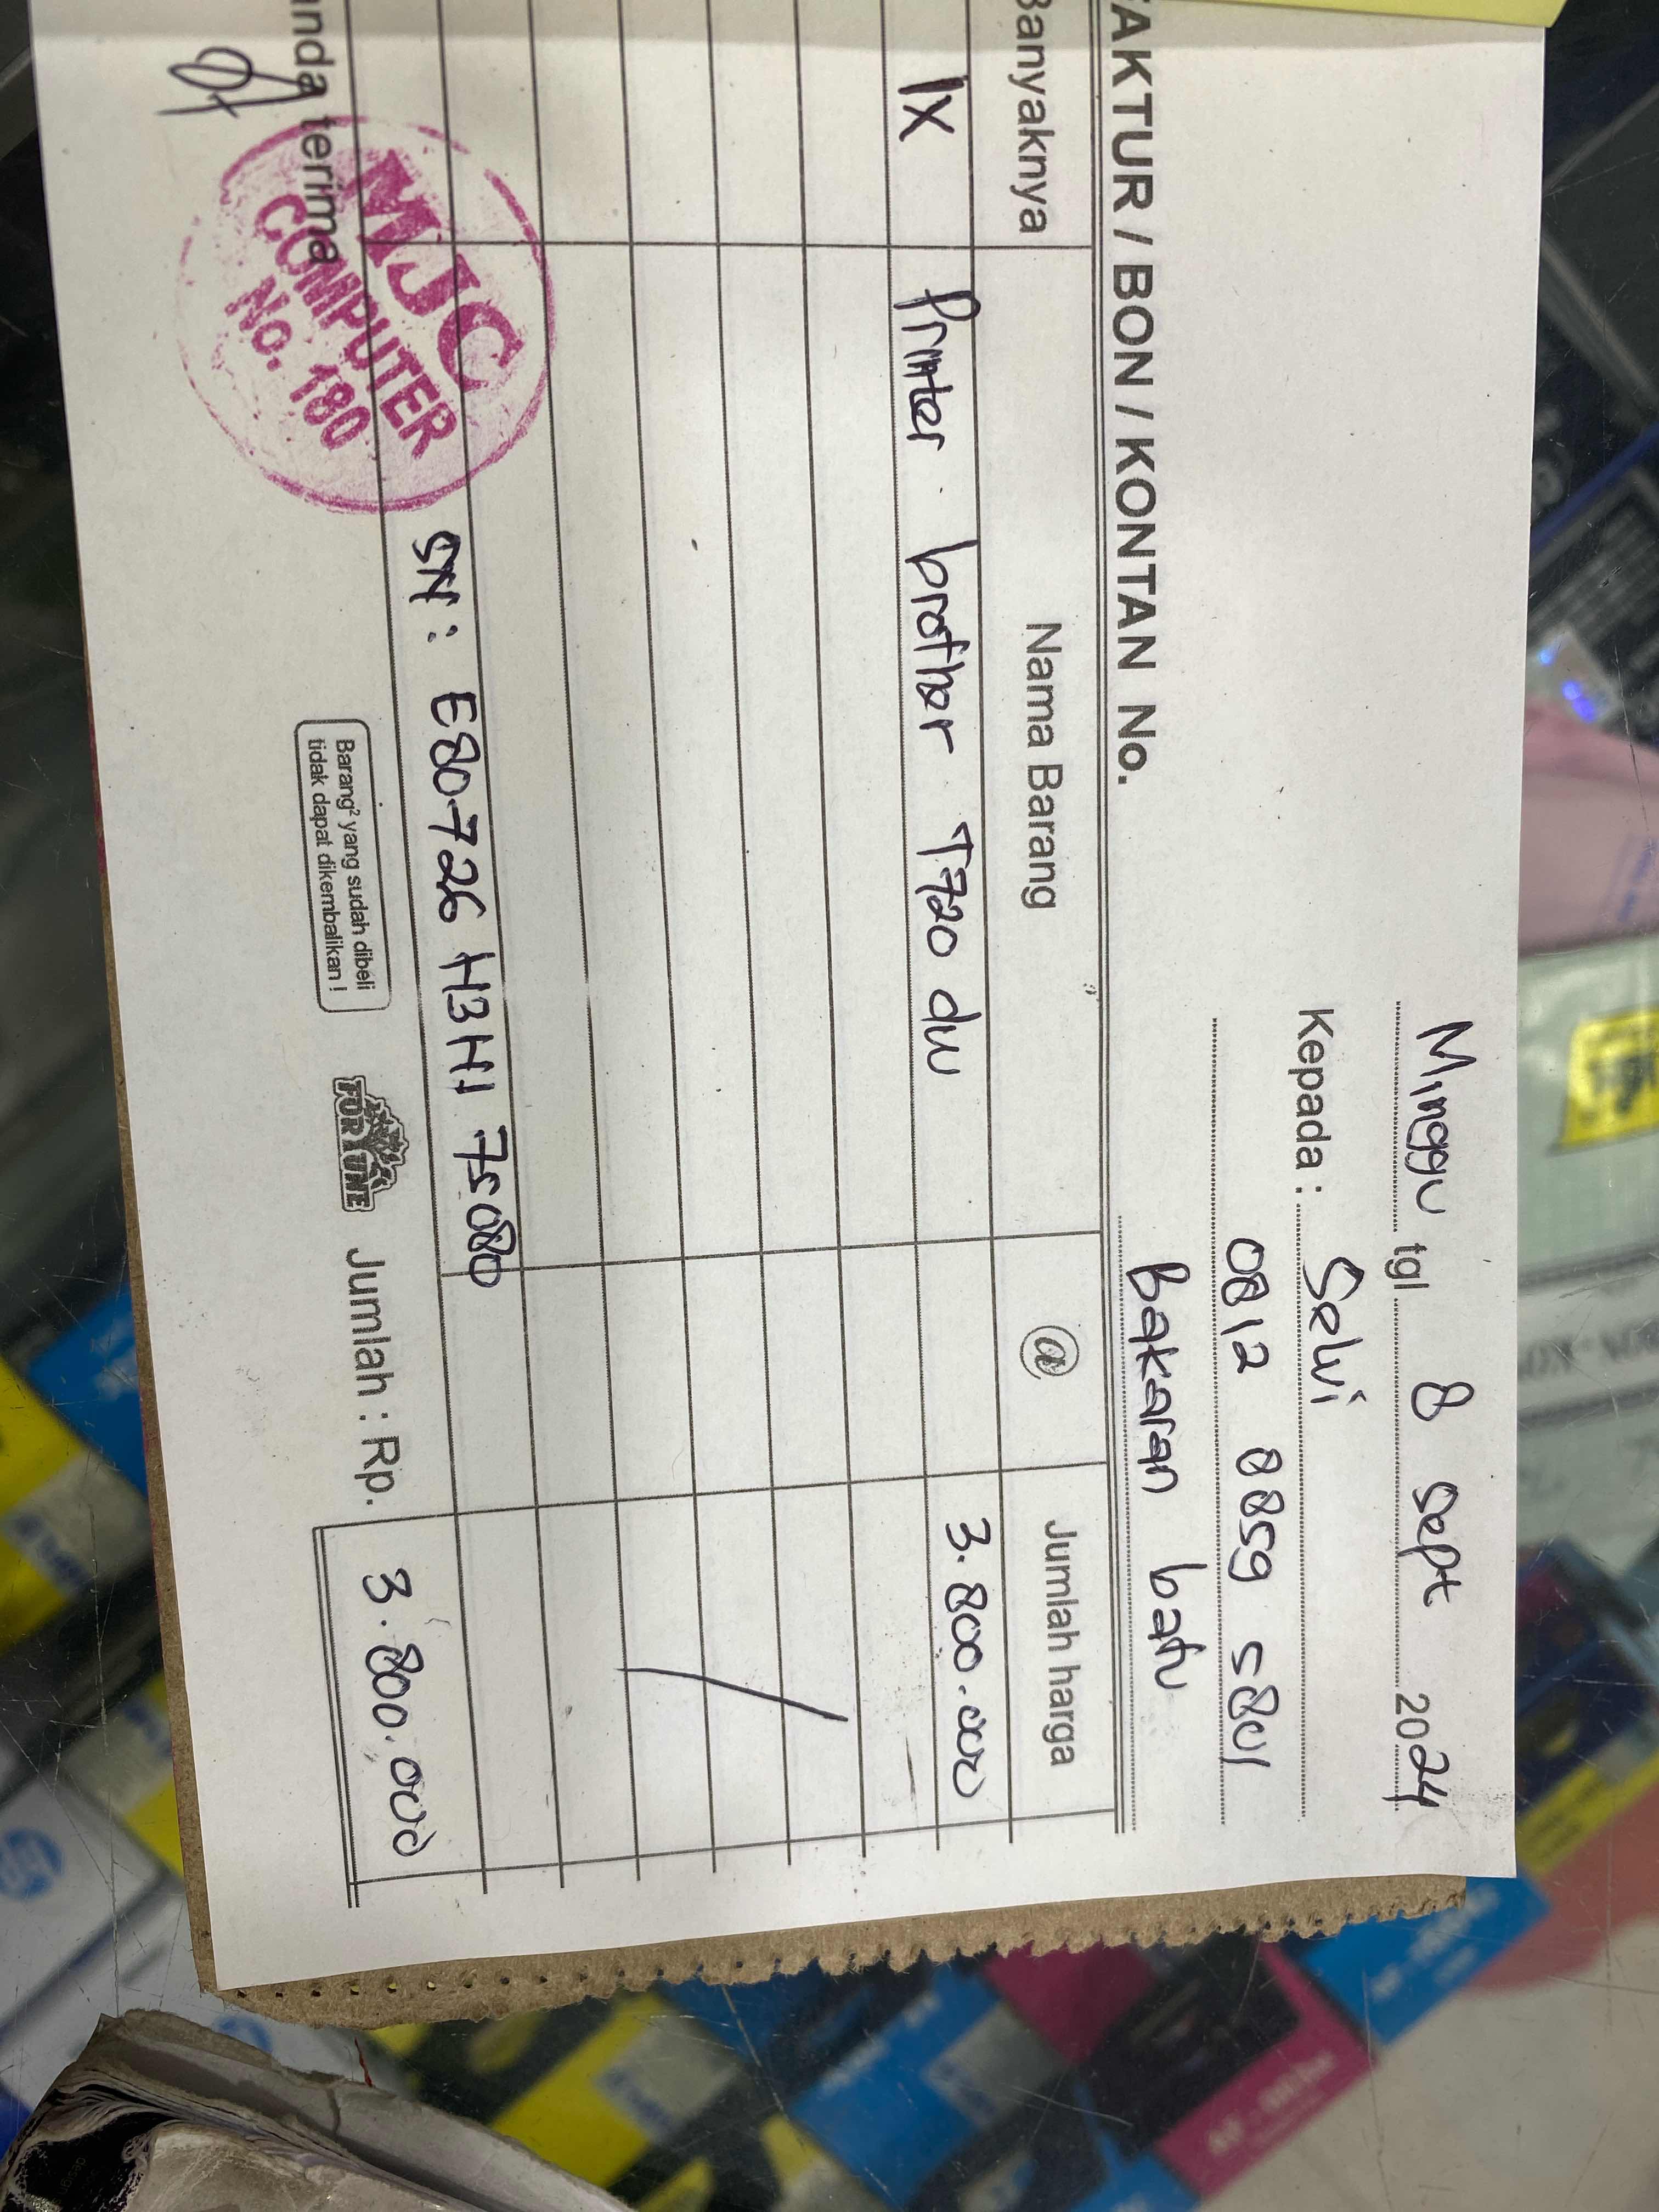 Minggu tgl 8 Sept 2024
Kepada : Selvi
0812 8859 5801
Bakaran batu
FAKTUR / BON / KONTAN No.
Banyaknya Nama Barang @ Jumlah harga
1X Printer brother T720 dw 3.800.000
SN : E80726 H3H1 75080
MJC
COMPUTER
No. 180
Tanda terima
Barang² yang sudah dibeli
tidak dapat dikembalikan !
FORTUNE
Jumlah : Rp. 3.800.000